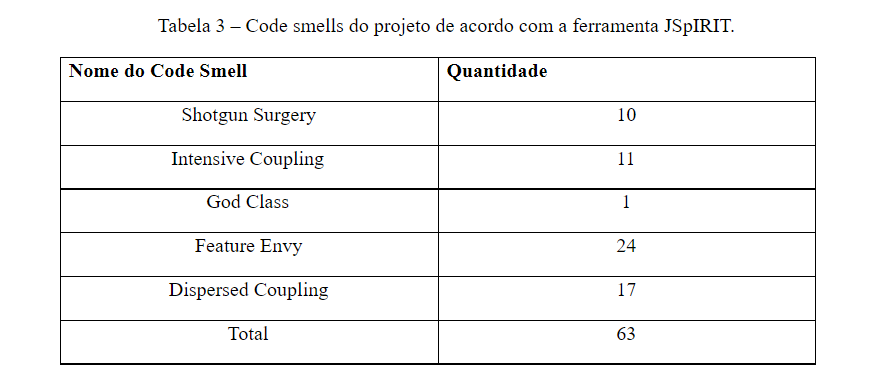 Tabela 3 – Code smells do projeto de acordo com a ferramenta JSpIRIT.
Nome do Code Smell Quantidade
Shotgun Surgery 10
Intensive Coupling 11
God Class 1
Feature Envy 24
Dispersed Coupling 17
Total 63